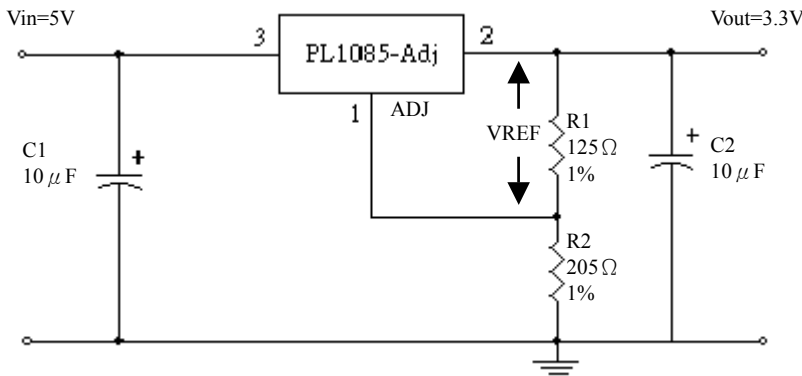 Vin=5V
Vout=3.3V
3
PL1085-Adj
2
1
ADJ
VREF
R1
125Ω
1%
C1
10μF
+
C2
10μF
+
R2
205Ω
1%